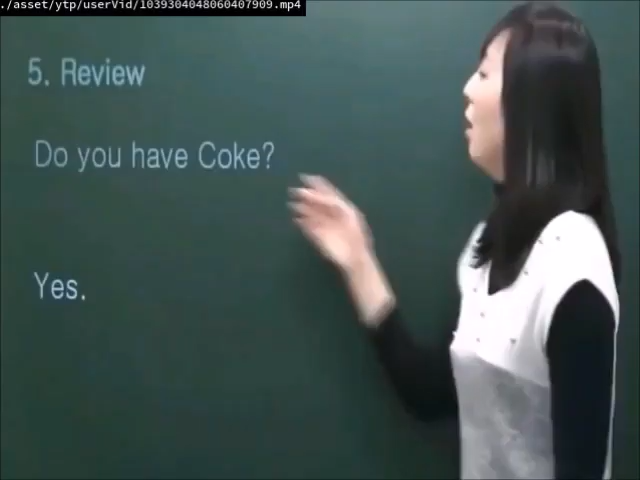 ./asset/ytp/userVid/1039304048060407909.mp4
5. Review
Do you have Coke?
Yes.